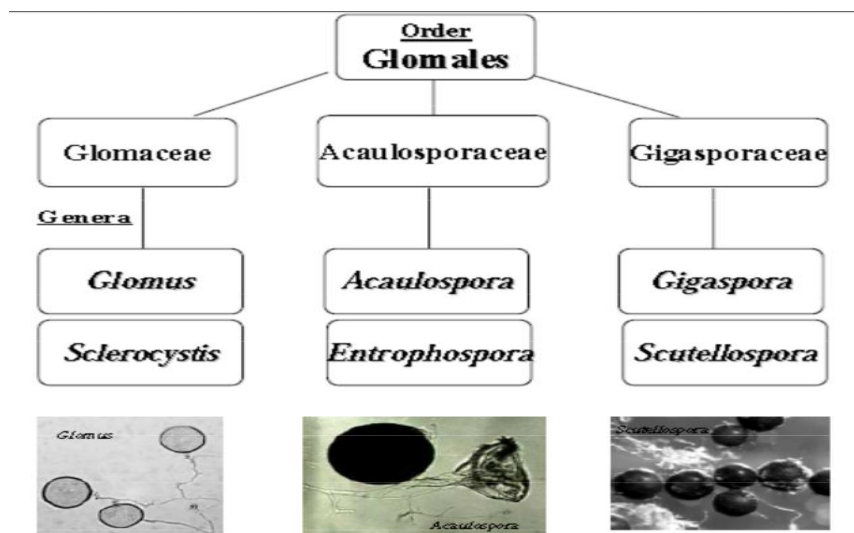 Order
Glomales
Glomaceae
Acaulosporaceae
Gigasporaceae
Genera
Glomus
Acaulospora
Gigaspora
Sclerocystis
Entrophospora
Scutellospora
Glomus
Acaulospora
Scutellospora